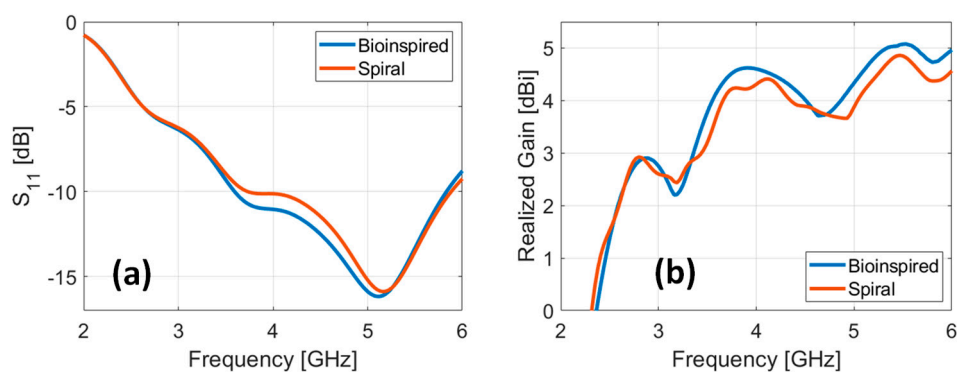 0
-5
-10
-15
S11 [dB]
Bioinspired
Spiral
(a)
2 3 4 5 6
Frequency [GHz]
5
4
3
2
1
0
Realized Gain [dBi]
Bioinspired
Spiral
(b)
2 3 4 5 6
Frequency [GHz]